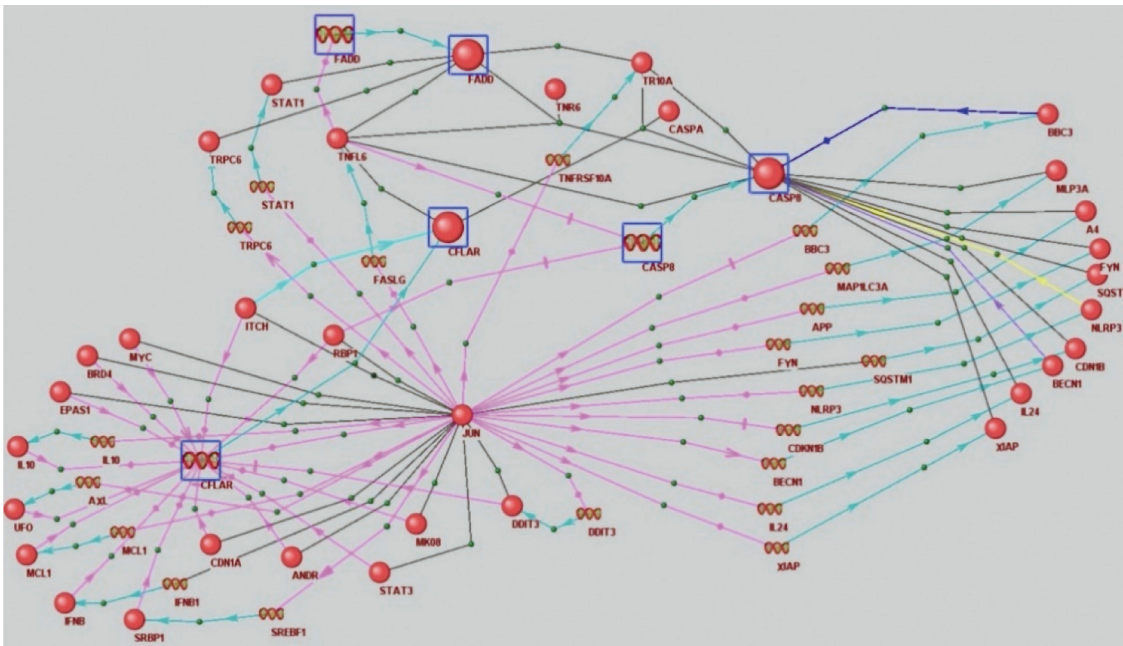 FADD
FADD
TR10A
STAT1
TNR6
CASPA
BBC3
TRPC6
TNFL6
TNFRSF10A
MLP3A
STAT1
CASP8
A4
TRPC6
CFLAR
CASP8
BBC3
FYN
FASLG
MAP1LC3A
SQST
ITCH
APP
NLRP3
MYC
RBP1
FYN
CDN1B
BRD4
SQSTM1
BECN1
EPAS1
NLRP3
IL24
JUN
CDKN1B
XIAP
IL10
IL10
CFLAR
BECN1
AXL
UFO
IL24
DDIT3
DDIT3
MCL1
MK08
MCL1
CDN1A
ANDR
XIAP
STAT3
IFNB1
IFNB
SREBF1
SRBP1